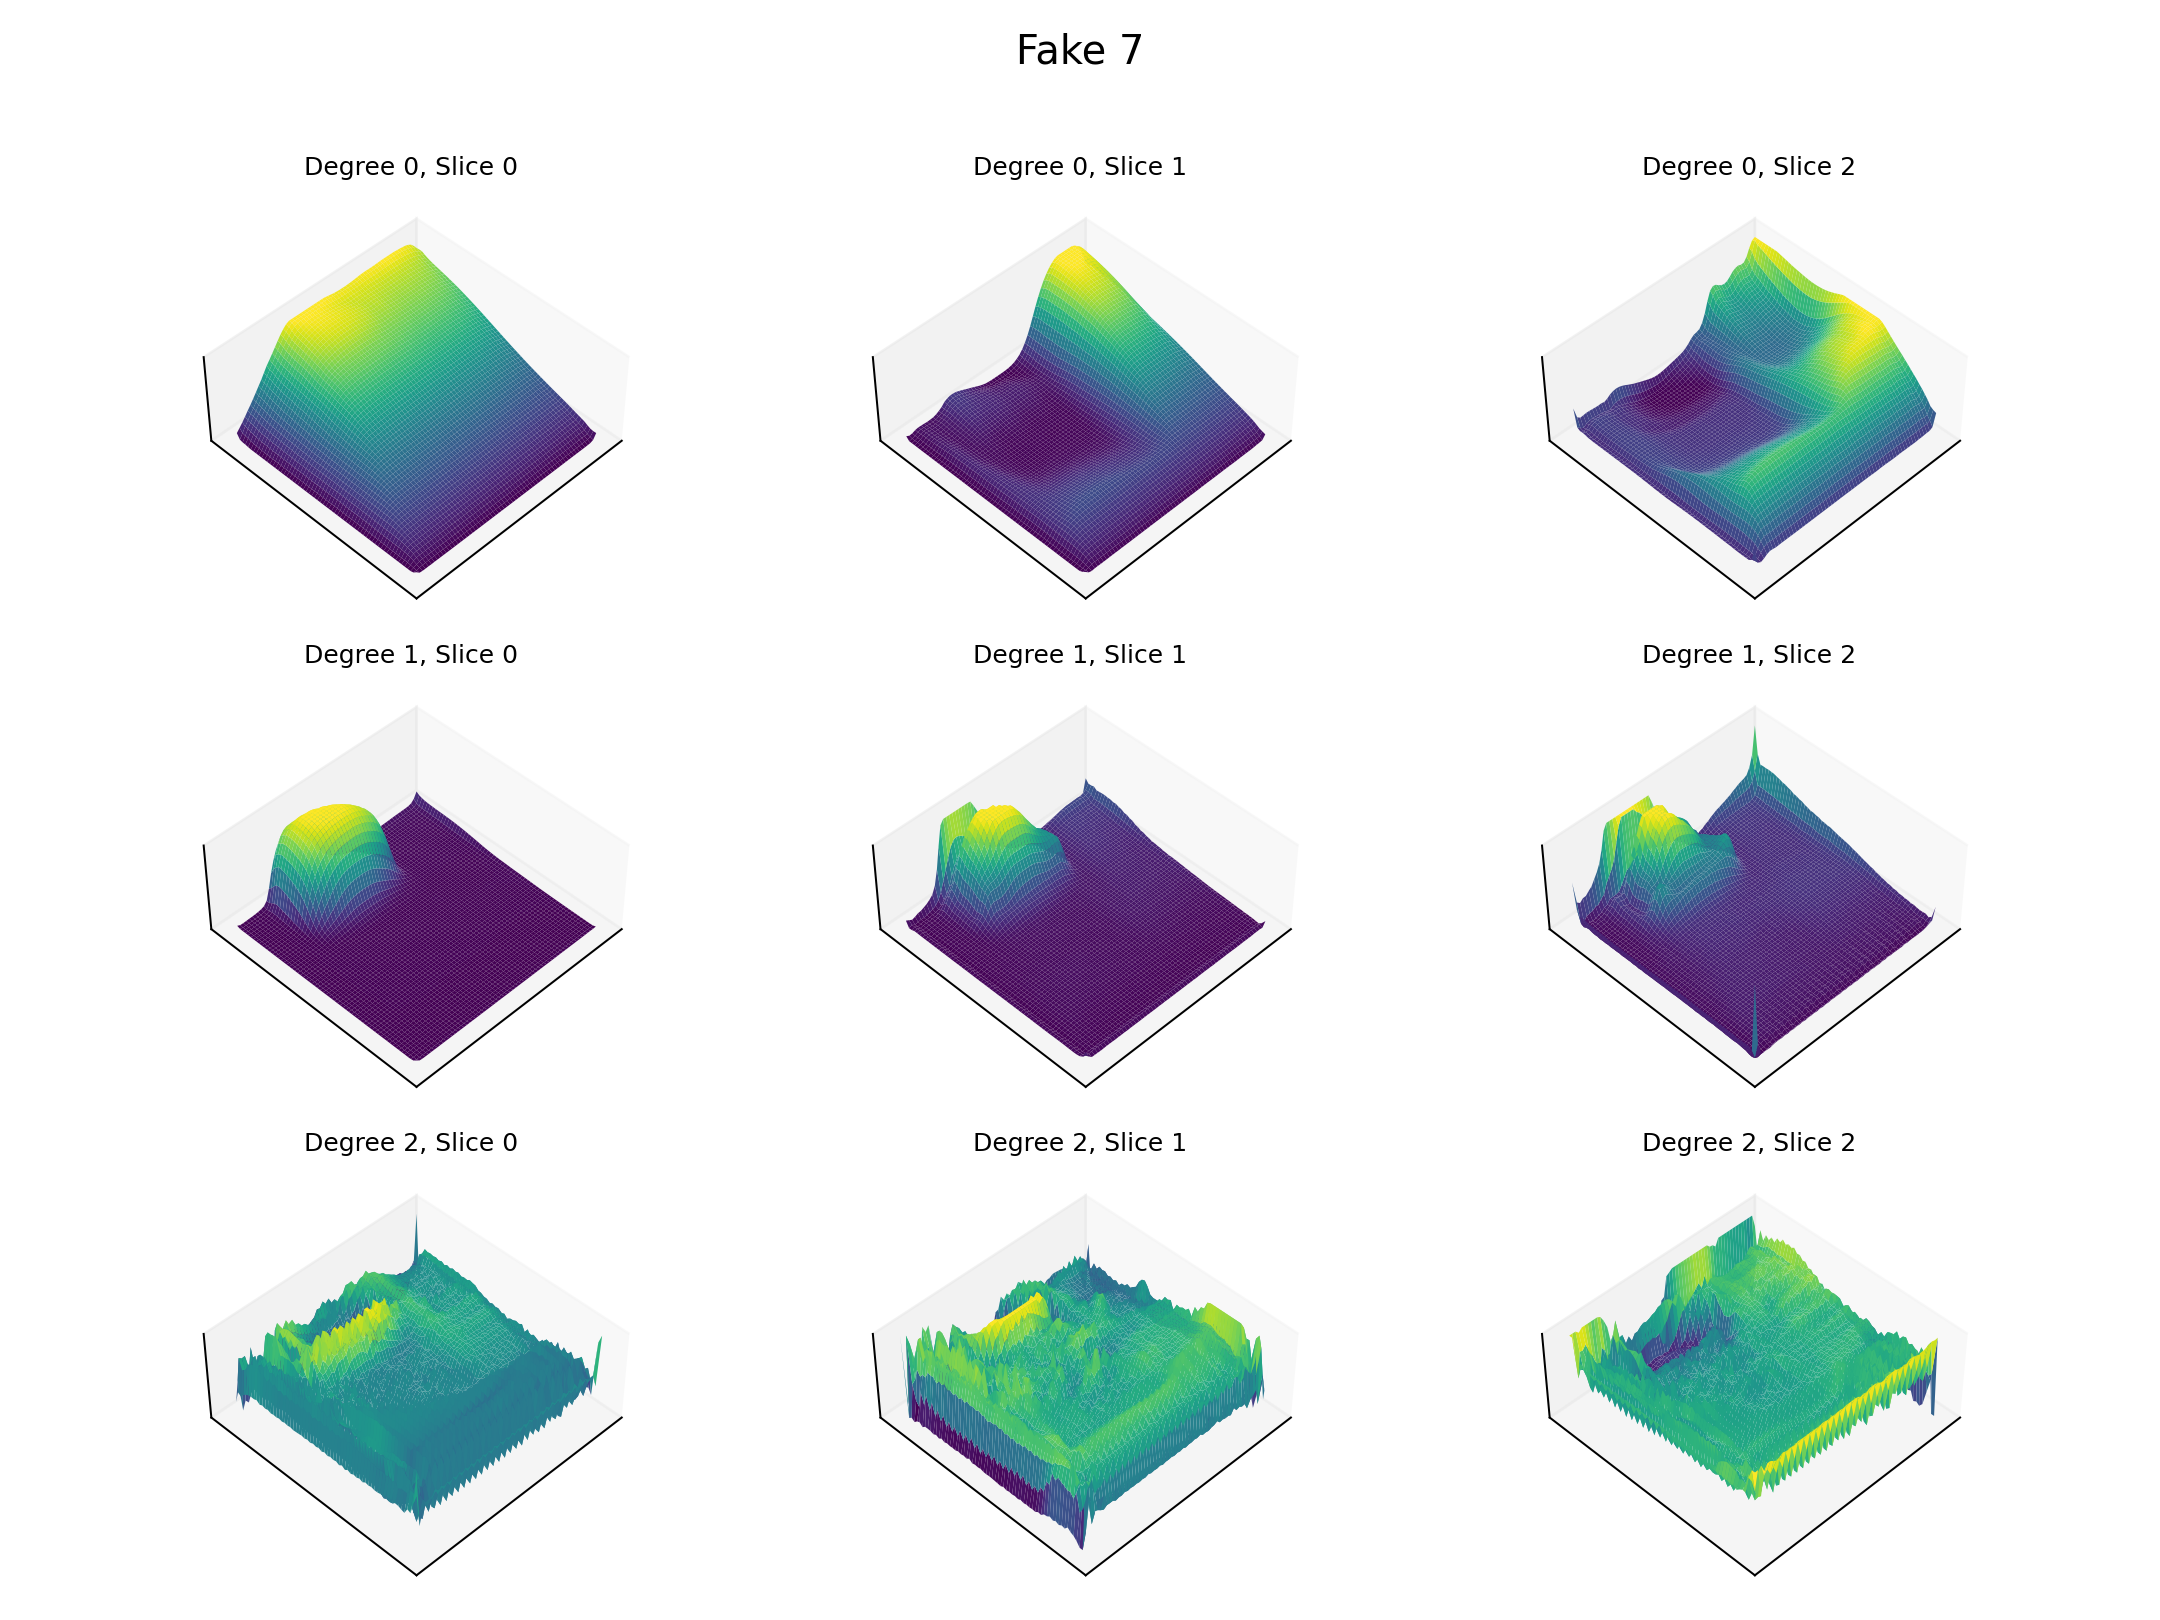 Fake 7
Degree 0, Slice 0
Degree 0, Slice 1
Degree 0, Slice 2
Degree 1, Slice 0
Degree 1, Slice 1
Degree 1, Slice 2
Degree 2, Slice 0
Degree 2, Slice 1
Degree 2, Slice 2